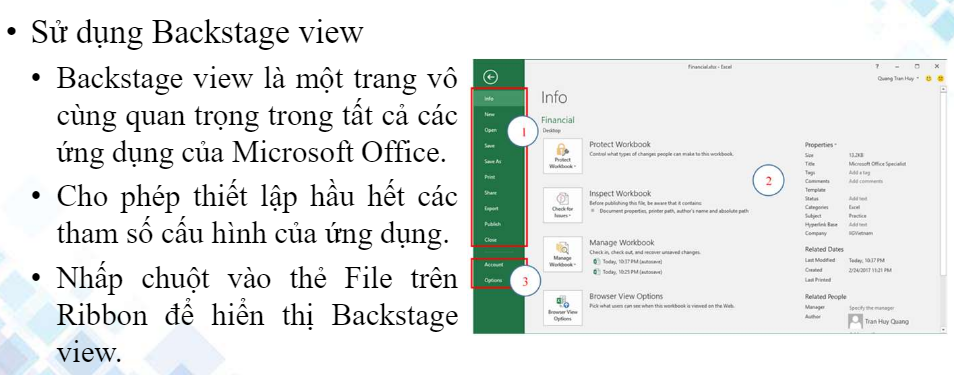 • Sử dụng Backstage view
• Backstage view là một trang vô
cùng quan trọng trong tất cả các
ứng dụng của Microsoft Office.
• Cho phép thiết lập hầu hết các
tham số cấu hình của ứng dụng.
• Nhấp chuột vào thẻ File trên
Ribbon để hiển thị Backstage
view.
Financial.xlsx - Excel
Quang Tran Huy
Info
New
Open
Save
Save As
Print
Share
Export
Publish
Close
Account
Options
1
2
3
Info
Financial
Desktop
Protect Workbook
Protect Workbook
Control what types of changes people can make to this workbook.
Check for Issues
Inspect Workbook
Before publishing this file, be aware that it contains:
Document properties, printer path, author's name and absolute path
Manage Workbook
Manage Workbook
Check in, check out, and recover unsaved changes.
Today, 10:37 PM (autosave)
Today, 10:25 PM (autosave)
Browser View Options
Browser View Options
Pick what users can see when this workbook is viewed on the Web.
Properties
Size 13.2KB
Title Microsoft Office Specialist
Tags Add a tag
Comments Add comments
Template
Status Add text
Categories Excel
Subject Practice
Hyperlink Base Add text
Company IIGVietnam
Related Dates
Last Modified Today, 10:37 PM
Created 2/24/2017 11:21 PM
Last Printed
Related People
Manager Specify the manager
Author Tran Huy Quang